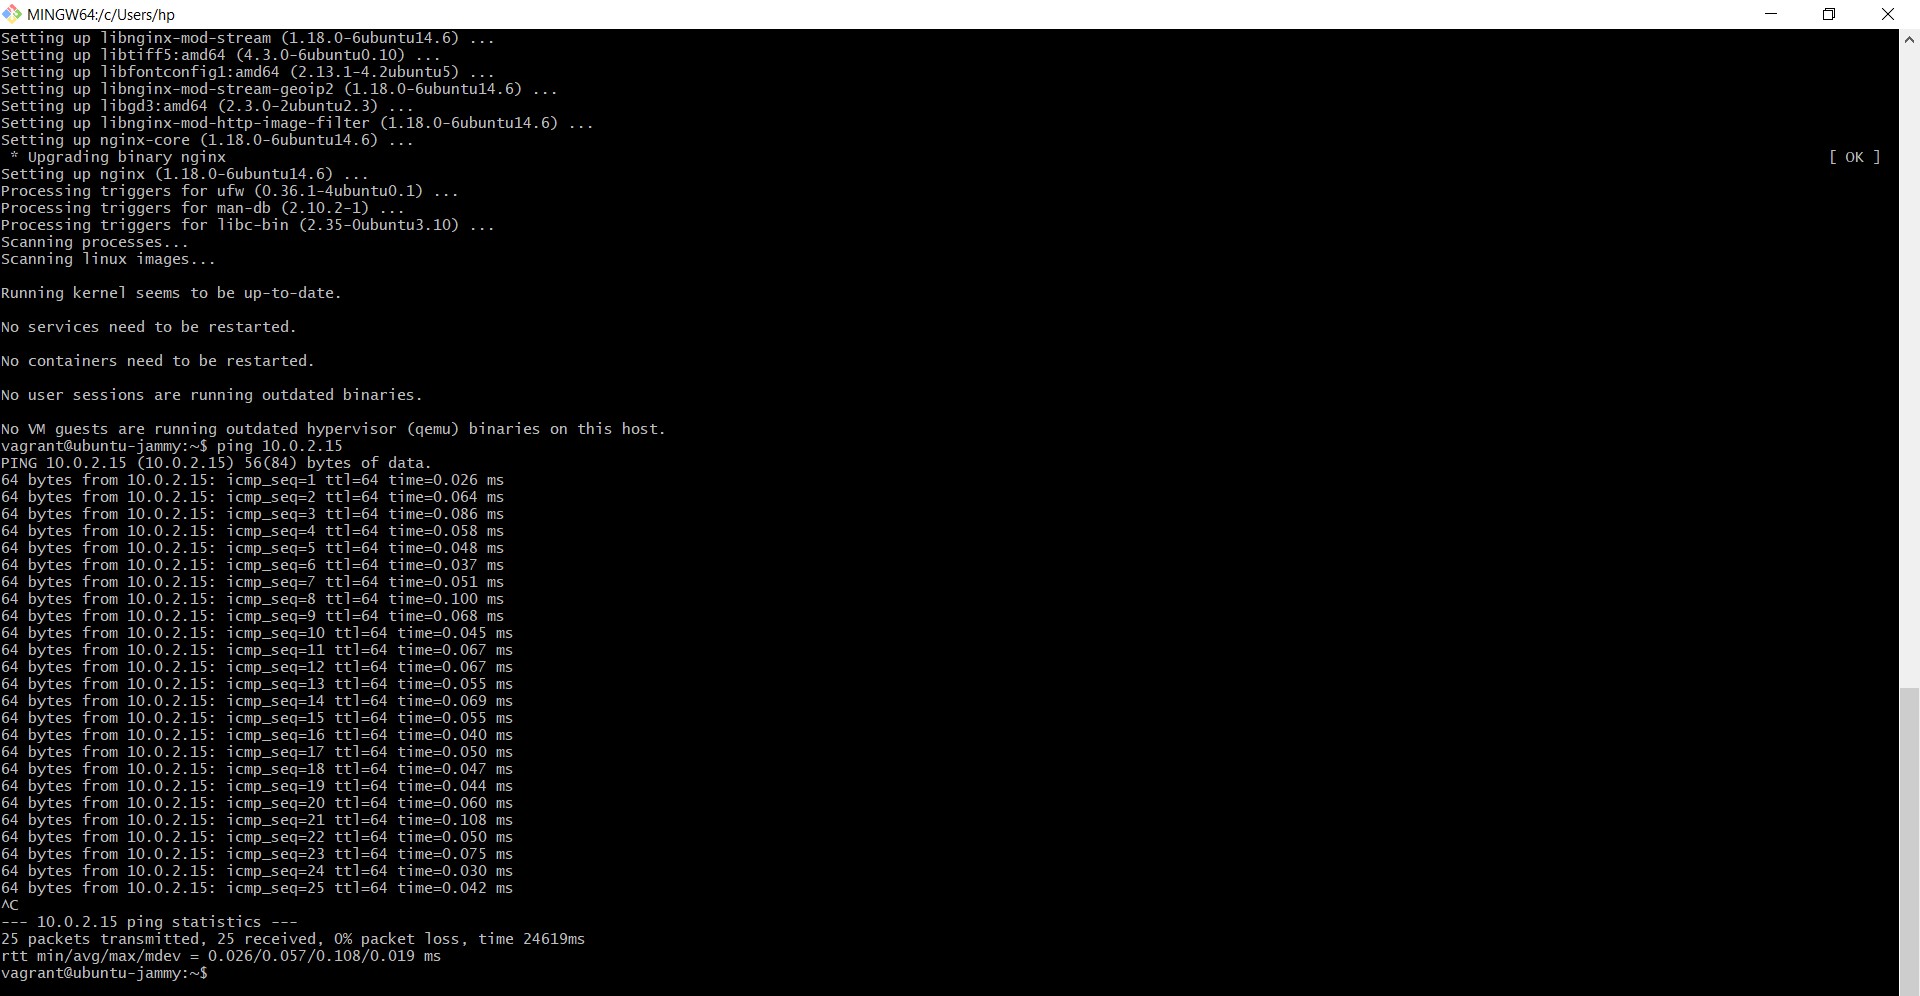 MINGW64:/c/Users/hp
Setting up libnginx-mod-stream (1.18.0-6ubuntu14.6) ...
Setting up libtiff5:amd64 (4.3.0-6ubuntu0.10) ...
Setting up libfontconfig1:amd64 (2.13.1-4.2ubuntu5) ...
Setting up libnginx-mod-stream-geoip2 (1.18.0-6ubuntu14.6) ...
Setting up libgd3:amd64 (2.3.0-2ubuntu2.3) ...
Setting up libnginx-mod-http-image-filter (1.18.0-6ubuntu14.6) ...
Setting up nginx-core (1.18.0-6ubuntu14.6) ...
 * Upgrading binary nginx [ OK ]
Setting up nginx (1.18.0-6ubuntu14.6) ...
Processing triggers for ufw (0.36.1-4ubuntu0.1) ...
Processing triggers for man-db (2.10.2-1) ...
Processing triggers for libc-bin (2.35-0ubuntu3.10) ...
Scanning processes...
Scanning linux images...
Running kernel seems to be up-to-date.
No services need to be restarted.
No containers need to be restarted.
No user sessions are running outdated binaries.
No VM guests are running outdated hypervisor (qemu) binaries on this host.
vagrant@ubuntu-jammy:~$ ping 10.0.2.15
PING 10.0.2.15 (10.0.2.15) 56(84) bytes of data.
64 bytes from 10.0.2.15: icmp_seq=1 ttl=64 time=0.026 ms
64 bytes from 10.0.2.15: icmp_seq=2 ttl=64 time=0.064 ms
64 bytes from 10.0.2.15: icmp_seq=3 ttl=64 time=0.086 ms
64 bytes from 10.0.2.15: icmp_seq=4 ttl=64 time=0.058 ms
64 bytes from 10.0.2.15: icmp_seq=5 ttl=64 time=0.048 ms
64 bytes from 10.0.2.15: icmp_seq=6 ttl=64 time=0.037 ms
64 bytes from 10.0.2.15: icmp_seq=7 ttl=64 time=0.051 ms
64 bytes from 10.0.2.15: icmp_seq=8 ttl=64 time=0.100 ms
64 bytes from 10.0.2.15: icmp_seq=9 ttl=64 time=0.068 ms
64 bytes from 10.0.2.15: icmp_seq=10 ttl=64 time=0.045 ms
64 bytes from 10.0.2.15: icmp_seq=11 ttl=64 time=0.067 ms
64 bytes from 10.0.2.15: icmp_seq=12 ttl=64 time=0.067 ms
64 bytes from 10.0.2.15: icmp_seq=13 ttl=64 time=0.055 ms
64 bytes from 10.0.2.15: icmp_seq=14 ttl=64 time=0.069 ms
64 bytes from 10.0.2.15: icmp_seq=15 ttl=64 time=0.055 ms
64 bytes from 10.0.2.15: icmp_seq=16 ttl=64 time=0.040 ms
64 bytes from 10.0.2.15: icmp_seq=17 ttl=64 time=0.050 ms
64 bytes from 10.0.2.15: icmp_seq=18 ttl=64 time=0.047 ms
64 bytes from 10.0.2.15: icmp_seq=19 ttl=64 time=0.044 ms
64 bytes from 10.0.2.15: icmp_seq=20 ttl=64 time=0.060 ms
64 bytes from 10.0.2.15: icmp_seq=21 ttl=64 time=0.108 ms
64 bytes from 10.0.2.15: icmp_seq=22 ttl=64 time=0.050 ms
64 bytes from 10.0.2.15: icmp_seq=23 ttl=64 time=0.075 ms
64 bytes from 10.0.2.15: icmp_seq=24 ttl=64 time=0.030 ms
64 bytes from 10.0.2.15: icmp_seq=25 ttl=64 time=0.042 ms
^C
--- 10.0.2.15 ping statistics ---
25 packets transmitted, 25 received, 0% packet loss, time 24619ms
rtt min/avg/max/mdev = 0.026/0.057/0.108/0.019 ms
vagrant@ubuntu-jammy:~$